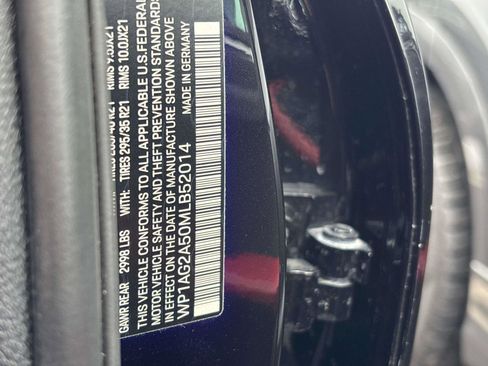 RIMS 10.0JX21
GAWR REAR 2998 LBS WITH: TIRES 295/35 R21
THIS VEHICLE CONFORMS TO ALL APPLICABLE U.S.FEDERAL
MOTOR VEHICLE SAFETY AND THEFT PREVENTION STANDARDS
IN EFFECT ON THE DATE OF MANUFACTURE SHOWN ABOVE
WP1AG2A50MLB52014 MADE IN GERMANY